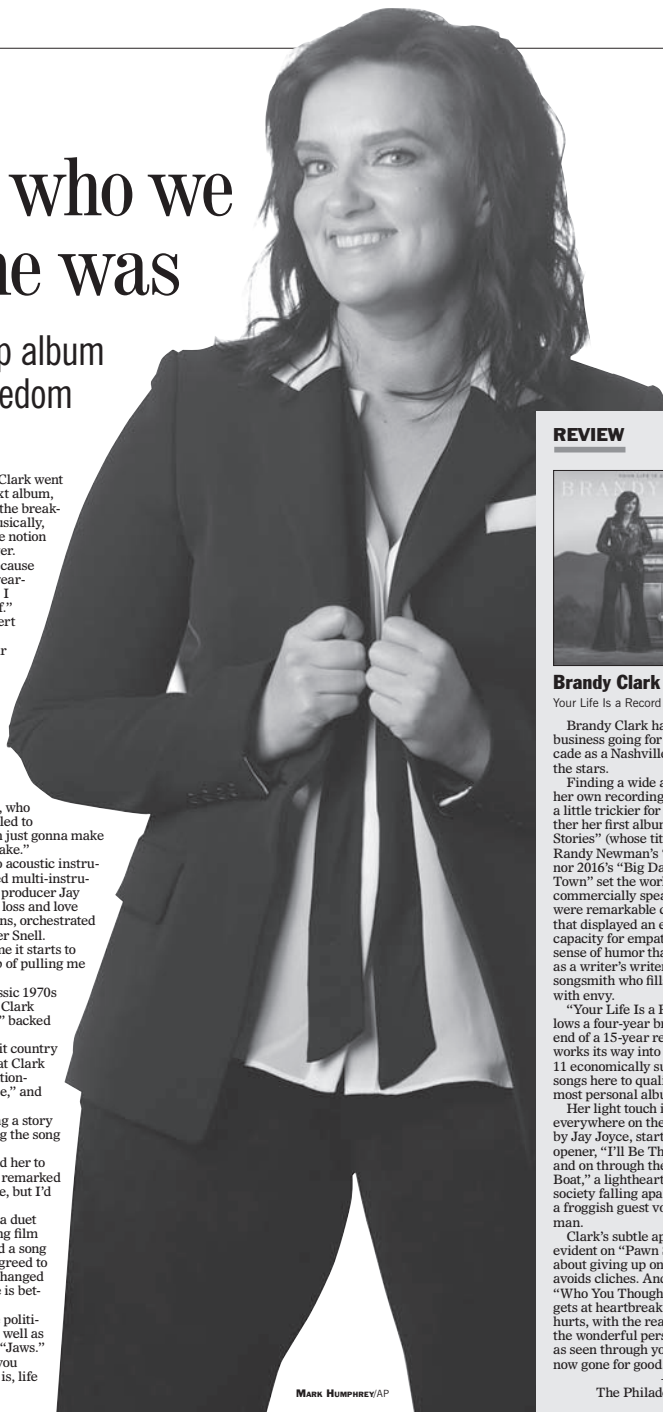 who we
ne was
p album
edom
Clark went
xt album,
the break-
usically,
e notion
er.
cause
year-
I
f.”
ert
r
, who
led to
n just gonna make
ake.”
o acoustic instru-
ed multi-instru-
producer Jay
loss and love
ns, orchestrated
er Snell.
me it starts to
p of pulling me
ssic 1970s
Clark
” backed
it country
at Clark
tion-
e,” and
g a story
g the song
d her to
remarked
e, but I’d
a duet
ng film
d a song
greed to
hanged
e is bet-
politi-
well as
“Jaws.”
you
is, life
MARK HUMPHREY/AP
REVIEW
BRANDY
Brandy Clark
Your Life Is a Record
Brandy Clark ha
business going for
cade as a Nashville
the stars.
Finding a wide a
her own recording
a little trickier for
ther her first album
Stories” (whose tit
Randy Newman’s
nor 2016’s “Big Da
Town” set the worl
commercially spea
were remarkable c
that displayed an e
capacity for empat
sense of humor tha
as a writer’s writer
songsmith who fill
with envy.
“Your Life Is a R
lows a four-year br
end of a 15-year re
works its way into
11 economically su
songs here to quali
most personal albu
Her light touch i
everywhere on the
by Jay Joyce, start
opener, “I’ll Be Th
and on through the
Boat,” a lightheart
society falling apa
a froggish guest vo
man.
Clark’s subtle ap
evident on “Pawn
about giving up on
avoids cliches. And
“Who You Though
gets at heartbreak
hurts, with the rea
the wonderful pers
as seen through yo
now gone for good
The Philad